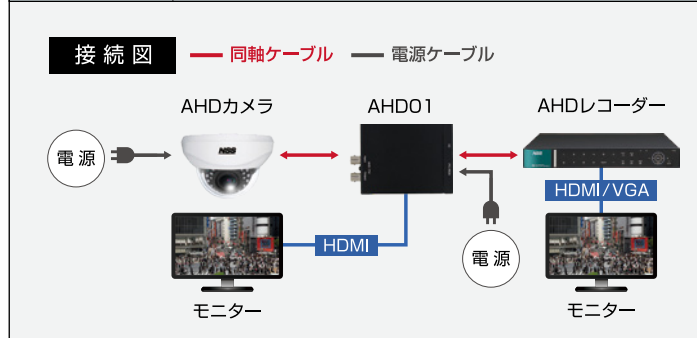 接続図 同軸ケーブル 電源ケーブル
AHDカメラ AHD01 AHDレコーダー
電源
NSS
HDMI/VGA
HDMI
電源
モニター モニター